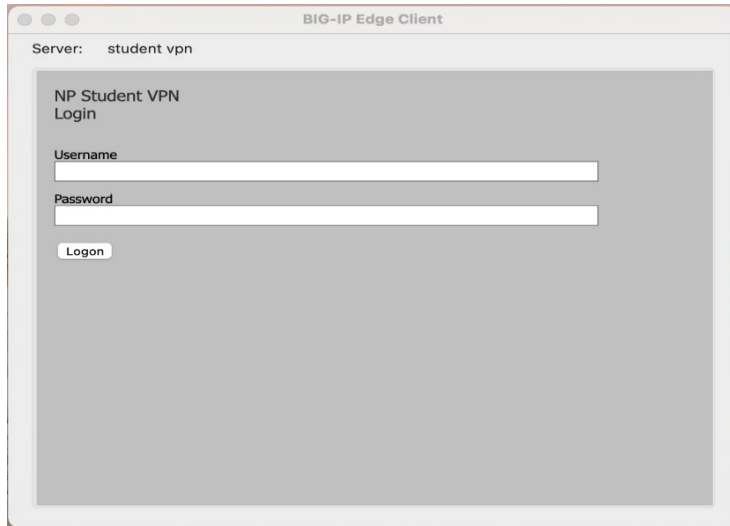 BIG-IP Edge Client
Server: student vpn
NP Student VPN
Login
Username
Password
Logon